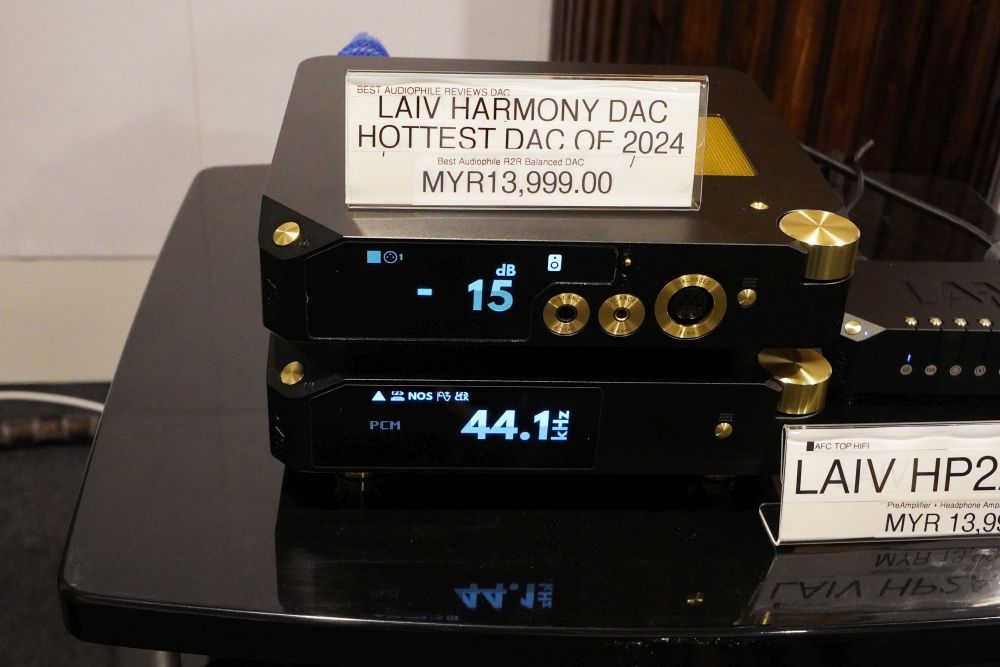 BEST AUDIOPHILE REVIEWS DAC
LAIV HARMONY DAC
HOTTEST DAC OF 2024
Best Audiophile R2R Balanced DAC
MYR13,999.00
1
dB
- 15
BALANCED
NOS
PCM
44.1kHz
AFC TOP HIFI
LAIV HP2
PreAmplifier + Headphone Amp
MYR 13,99